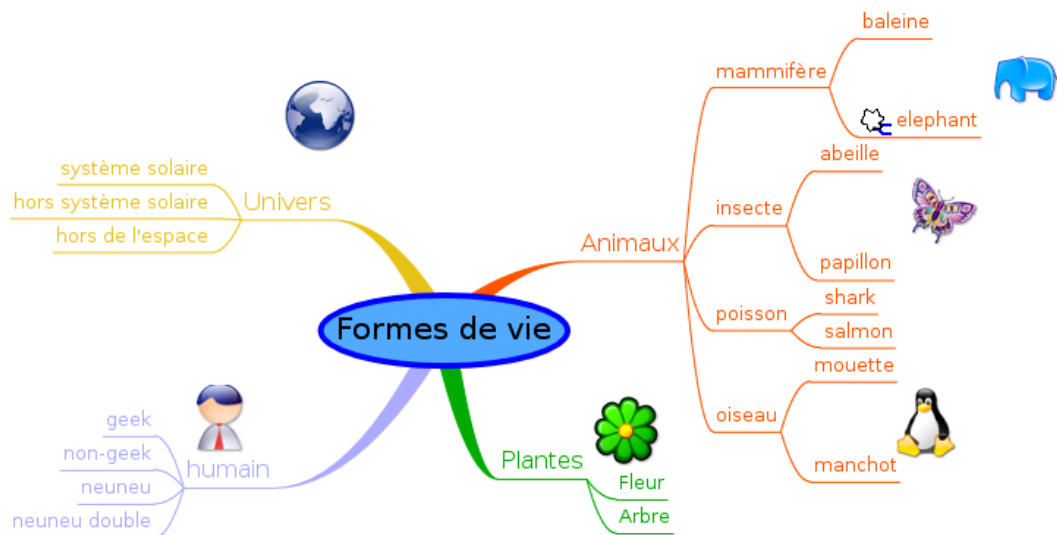 Formes de vie
Univers
système solaire
hors système solaire
hors de l'espace
humain
geek
non-geek
neuneu
neuneu double
Plantes
Fleur
Arbre
Animaux
mammifère
baleine
elephant
insecte
abeille
papillon
poisson
shark
salmon
oiseau
mouette
manchot